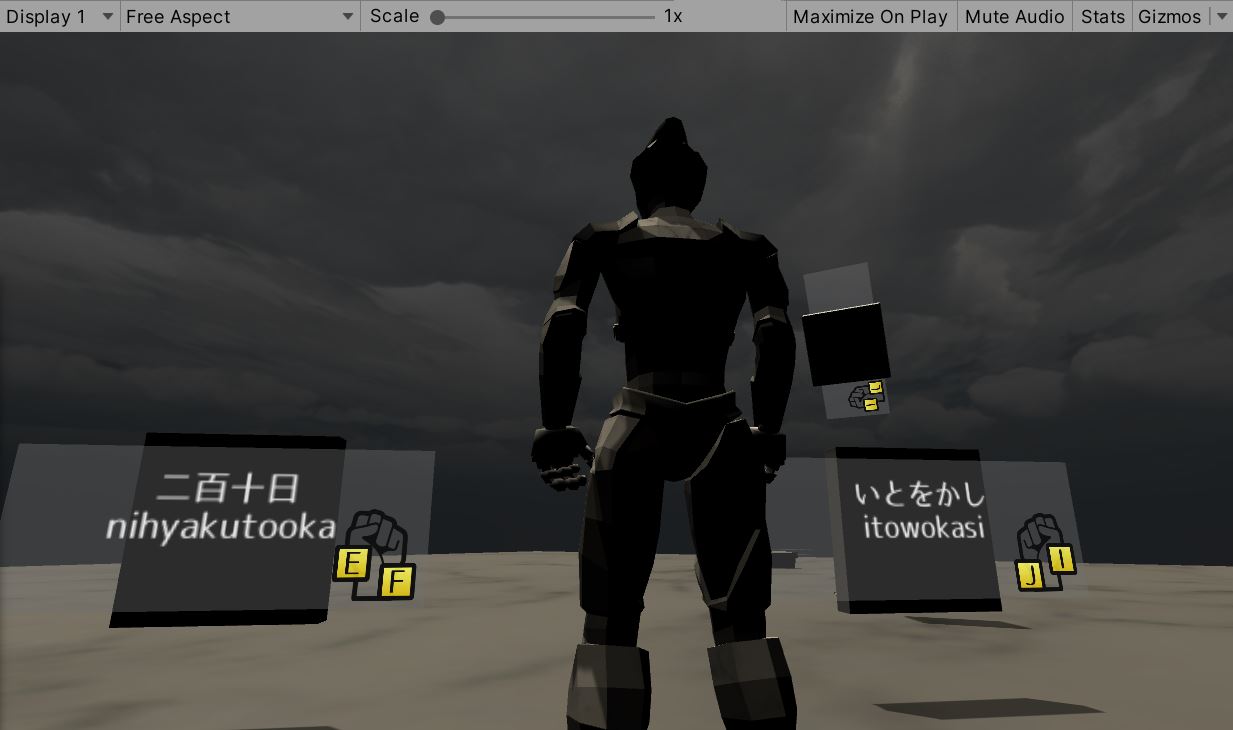 Display 1
Free Aspect
Scale
1x
Maximize On Play
Mute Audio
Stats
Gizmos
二百十日
nihyakutooka
E
F
いとをかし
itowokasi
J
I